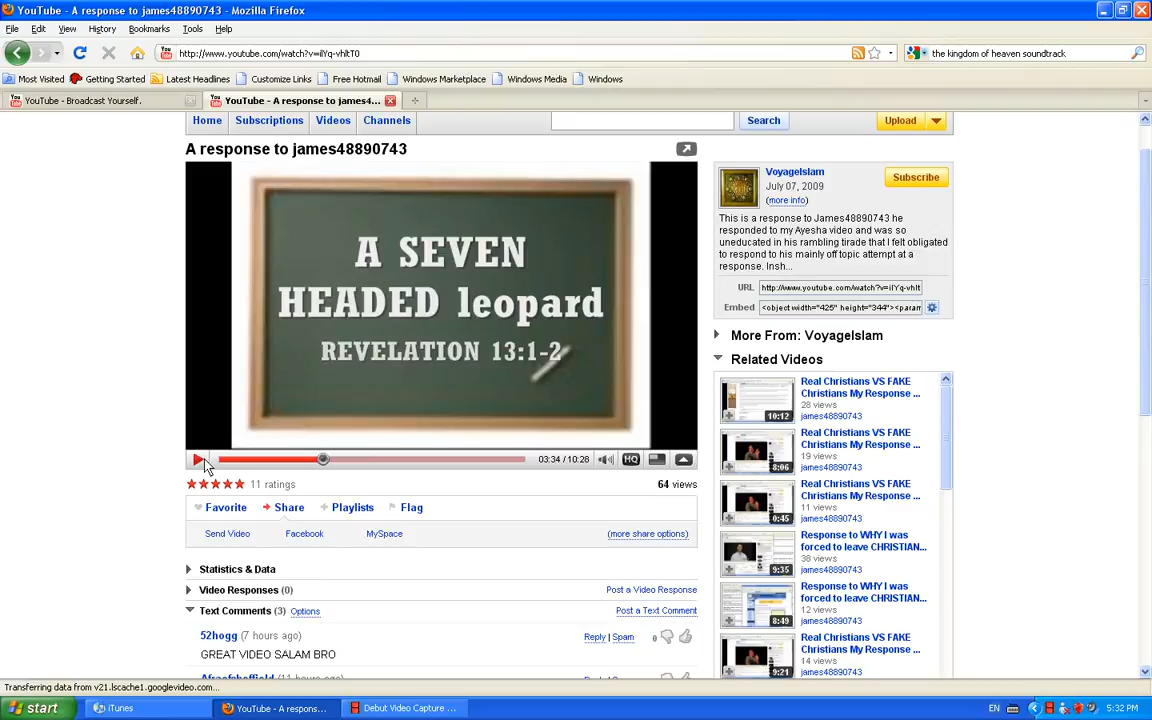 YouTube - A response to james48890743 - Mozilla Firefox
File Edit View History Bookmarks Tools Help
http://www.youtube.com/watch?v=ilYq-vhltT0
the kingdom of heaven soundtrack
Most Visited Getting Started Latest Headlines Customize Links Free Hotmail Windows Marketplace Windows Media Windows
YouTube - Broadcast Yourself. YouTube - A response to james4...
Home Subscriptions Videos Channels Search Upload
A response to james48890743
A SEVEN
HEADED leopard
REVELATION 13:1-2
03:34 / 10:28 HQ
11 ratings 64 views
Favorite Share Playlists Flag
Send Video Facebook MySpace (more share options)
Statistics & Data
Video Responses (0) Post a Video Response
Text Comments (3) Options Post a Text Comment
52hogg (7 hours ago) Reply | Spam 0
GREAT VIDEO SALAM BRO
VoyageIslam
July 07, 2009
(more info)
Subscribe
This is a response to James48890743 he
responded to my Ayesha video and was so
uneducated in his rambling tirade that I felt obligated
to respond to his mainly off topic attempt at a
response. Insh...
URL http://www.youtube.com/watch?v=ilYq-vhlt
Embed <object width="425" height="344"><param
More From: VoyageIslam
Related Videos
Real Christians VS FAKE
Christians My Response ...
28 views
james48890743
10:12
Real Christians VS FAKE
Christians My Response ...
19 views
james48890743
8:06
Real Christians VS FAKE
Christians My Response ...
11 views
james48890743
0:45
Response to WHY I was
forced to leave CHRISTIAN...
38 views
james48890743
9:35
Response to WHY I was
forced to leave CHRISTIAN...
12 views
james48890743
8:49
Real Christians VS FAKE
Christians My Response ...
14 views
james48890743
9:21
Transferring data from v21.lscache1.googlevideo.com...
start iTunes YouTube - A respons... Debut Video Capture ... EN 5:32 PM